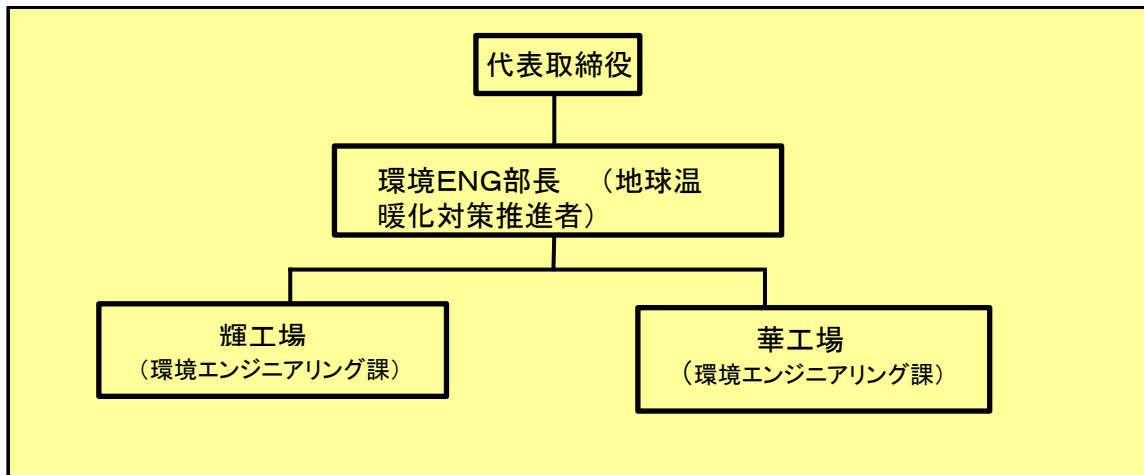 代表取締役
環境ENG部長 （地球温
暖化対策推進者）
輝工場
（環境エンジニアリング課）
華工場
（環境エンジニアリング課）